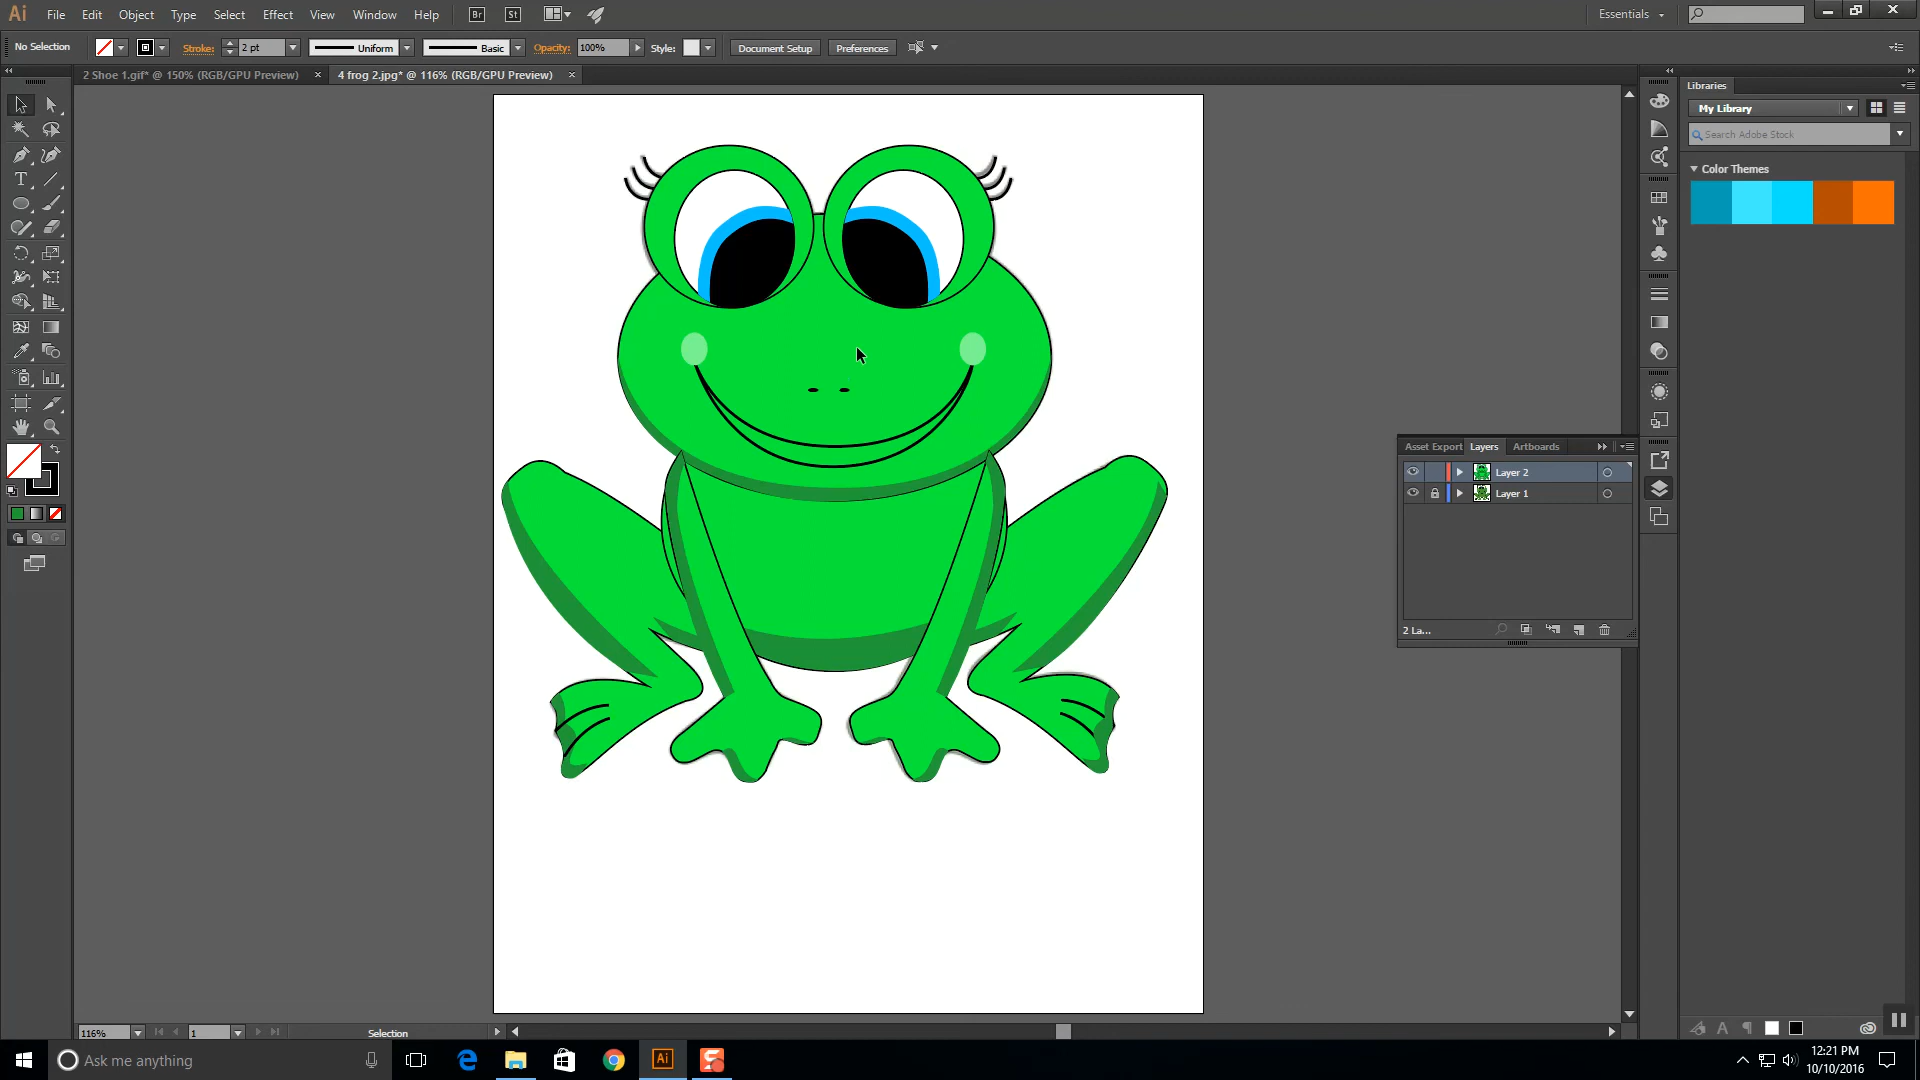 Ai File Edit Object Type Select Effect View Window Help Br St Essentials
No Selection Stroke: 2 pt Uniform Basic Opacity: 100% Style: Document Setup Preferences
2 Shoe 1.gif* @ 150% (RGB/GPU Preview) × 4 frog 2.jpg* @ 116% (RGB/GPU Preview) ×
Libraries
My Library
Search Adobe Stock
Color Themes
Asset Export Layers Artboards
Layer 2
Layer 1
2 La...
116% 1 Selection
Ask me anything
Ai
12:21 PM
10/10/2016